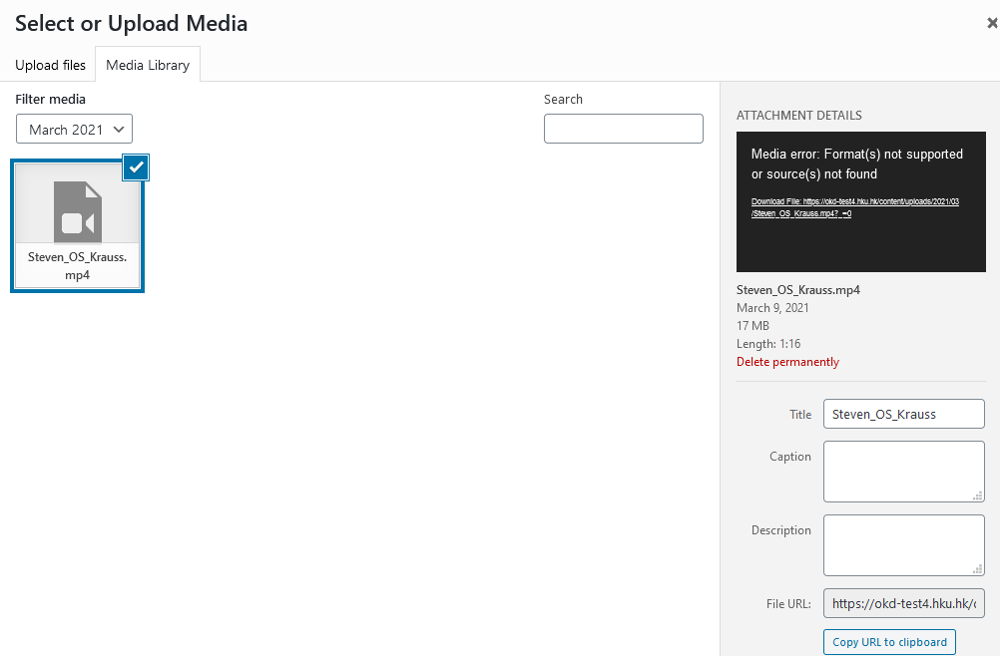 Select or Upload Media
Upload files
Media Library
Filter media
March 2021
Search
Steven_OS_Krauss.
mp4
ATTACHMENT DETAILS
Media error: Format(s) not supported
or source(s) not found
Download File: https://okd-test4.hku.hk/content/uploads/2021/03
/Steven_OS_Krauss.mp4?_=0
Steven_OS_Krauss.mp4
March 9, 2021
17 MB
Length: 1:16
Delete permanently
Title
Steven_OS_Krauss
Caption
Description
File URL:
https://okd-test4.hku.hk/c
Copy URL to clipboard